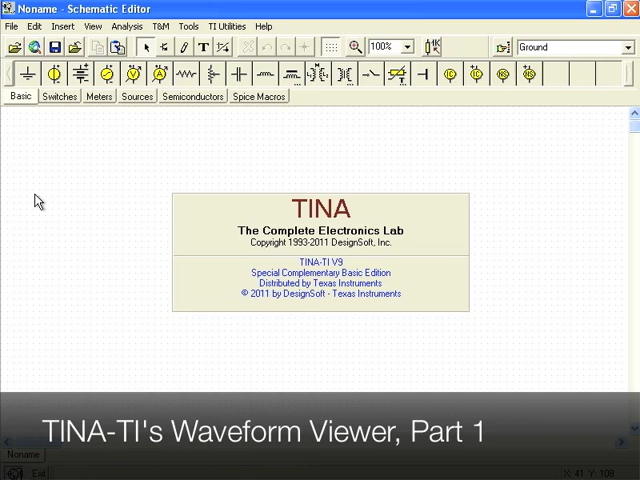 Noname - Schematic Editor
File Edit Insert View Analysis T&M Tools TI Utilities Help
100% Ground
Basic Switches Meters Sources Semiconductors Spice Macros
TINA
The Complete Electronics Lab
Copyright 1993-2011 DesignSoft, Inc.
TINA-TI V9
Special Complementary Basic Edition
Distributed by Texas Instruments
© 2011 by DesignSoft - Texas Instruments
TINA-TI's Waveform Viewer, Part 1
Noname
Exit X: 41 Y: 108